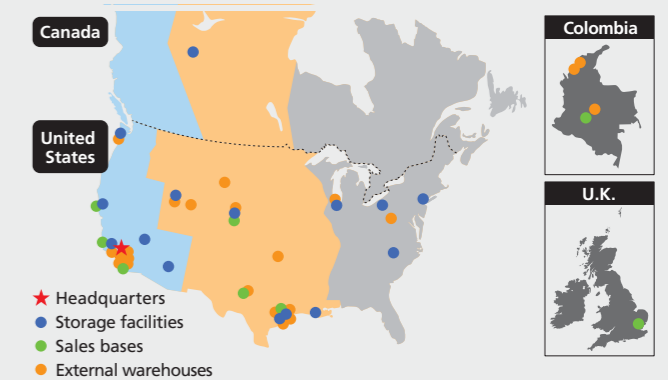 Canada
Colombia
United
States
U.K.
Headquarters
Storage facilities
Sales bases
External warehouses